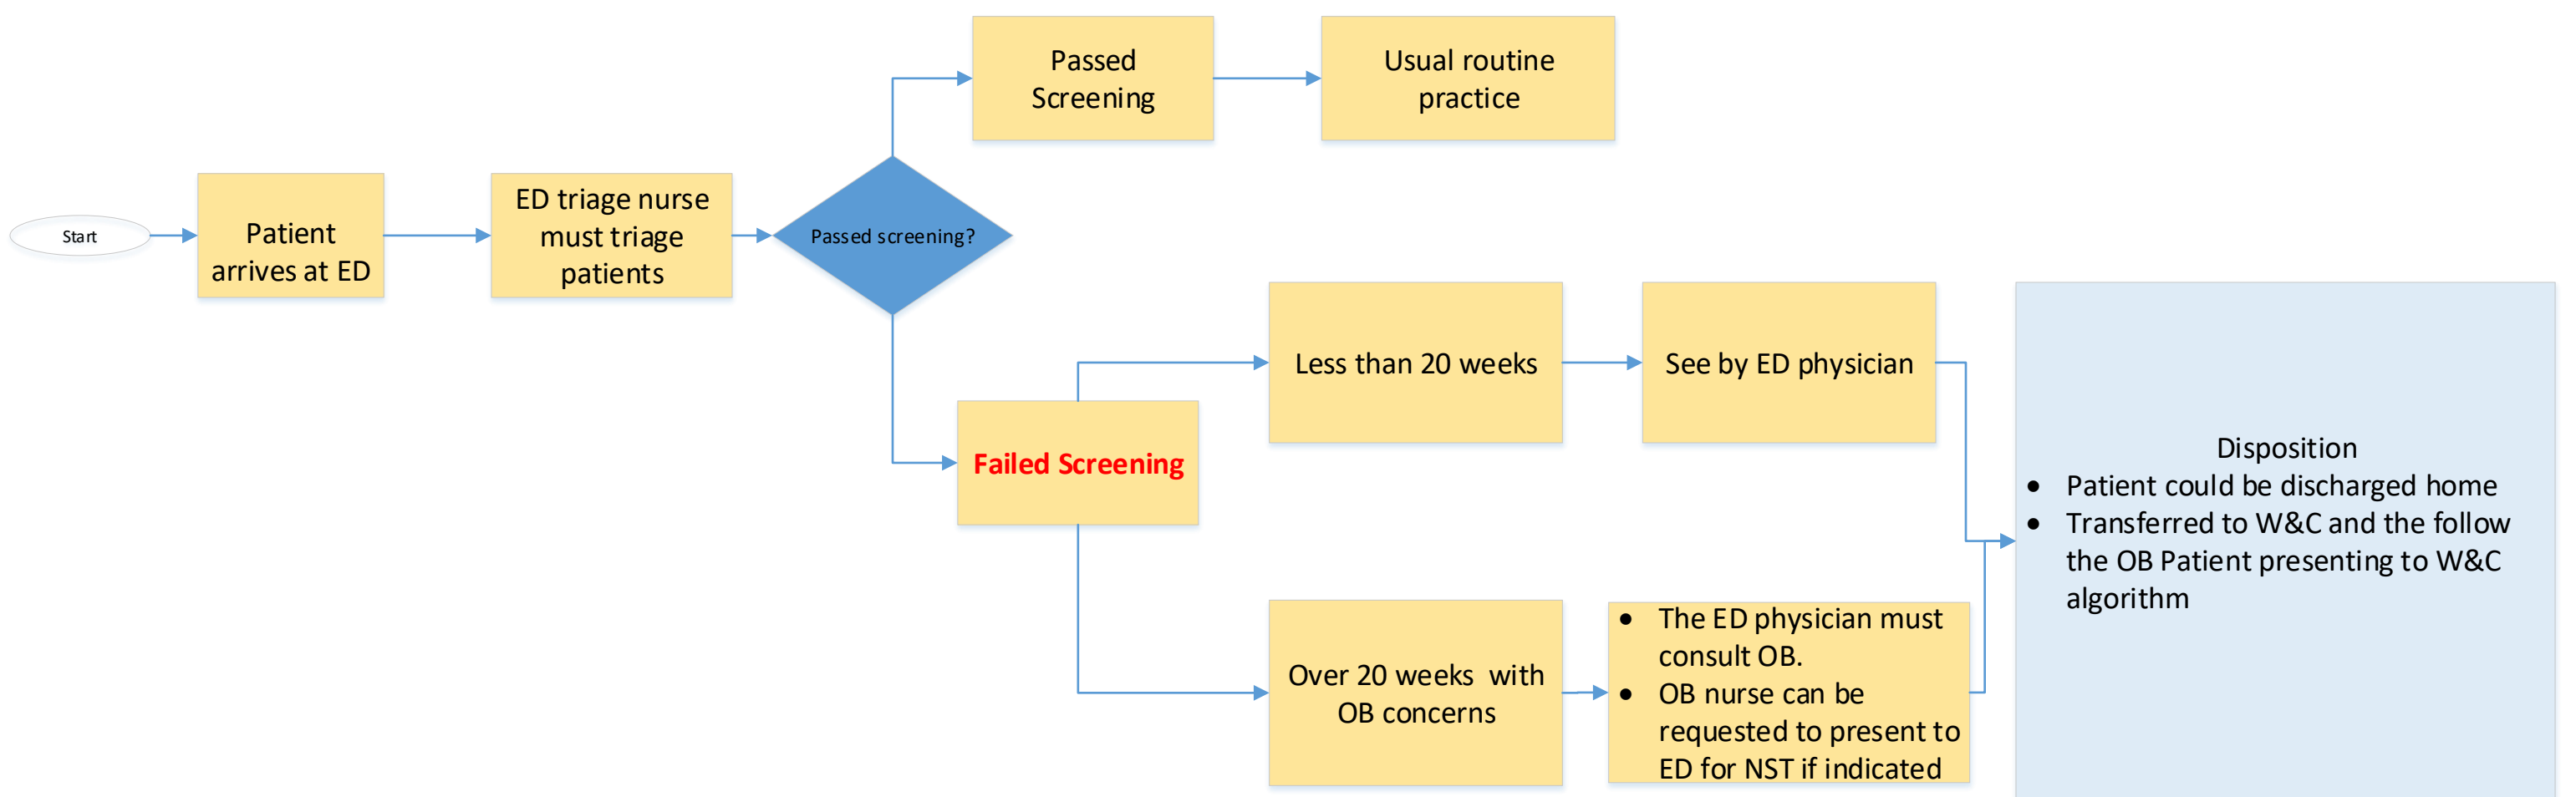 Start
Patient
arrives at ED
ED triage nurse
must triage
patients
Passed screening?
Passed
Screening
Usual routine
practice
Failed Screening
Less than 20 weeks
See by ED physician
Over 20 weeks with
OB concerns
• The ED physician must
consult OB.
• OB nurse can be
requested to present to
ED for NST if indicated
Disposition
• Patient could be discharged home
• Transferred to W&C and the follow
the OB Patient presenting to W&C
algorithm